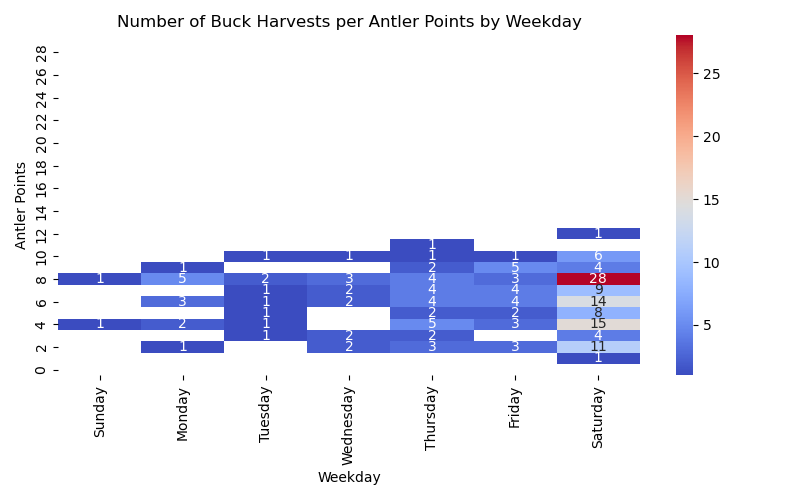 Number of Buck Harvests per Antler Points by Weekday
28
26
24
22
20
18
16
14
12
10
8
6
4
2
0
Antler Points
1
1
1 1 1 1 6
1 2 5 4
1 5 2 3 4 3 28
1 2 4 4 9
3 1 2 4 4 14
1 2 2 8
1 2 1 5 3 15
1 2 2 4
1 2 3 3 11
1
Sunday Monday Tuesday Wednesday Thursday Friday Saturday
Weekday
25
20
15
10
5